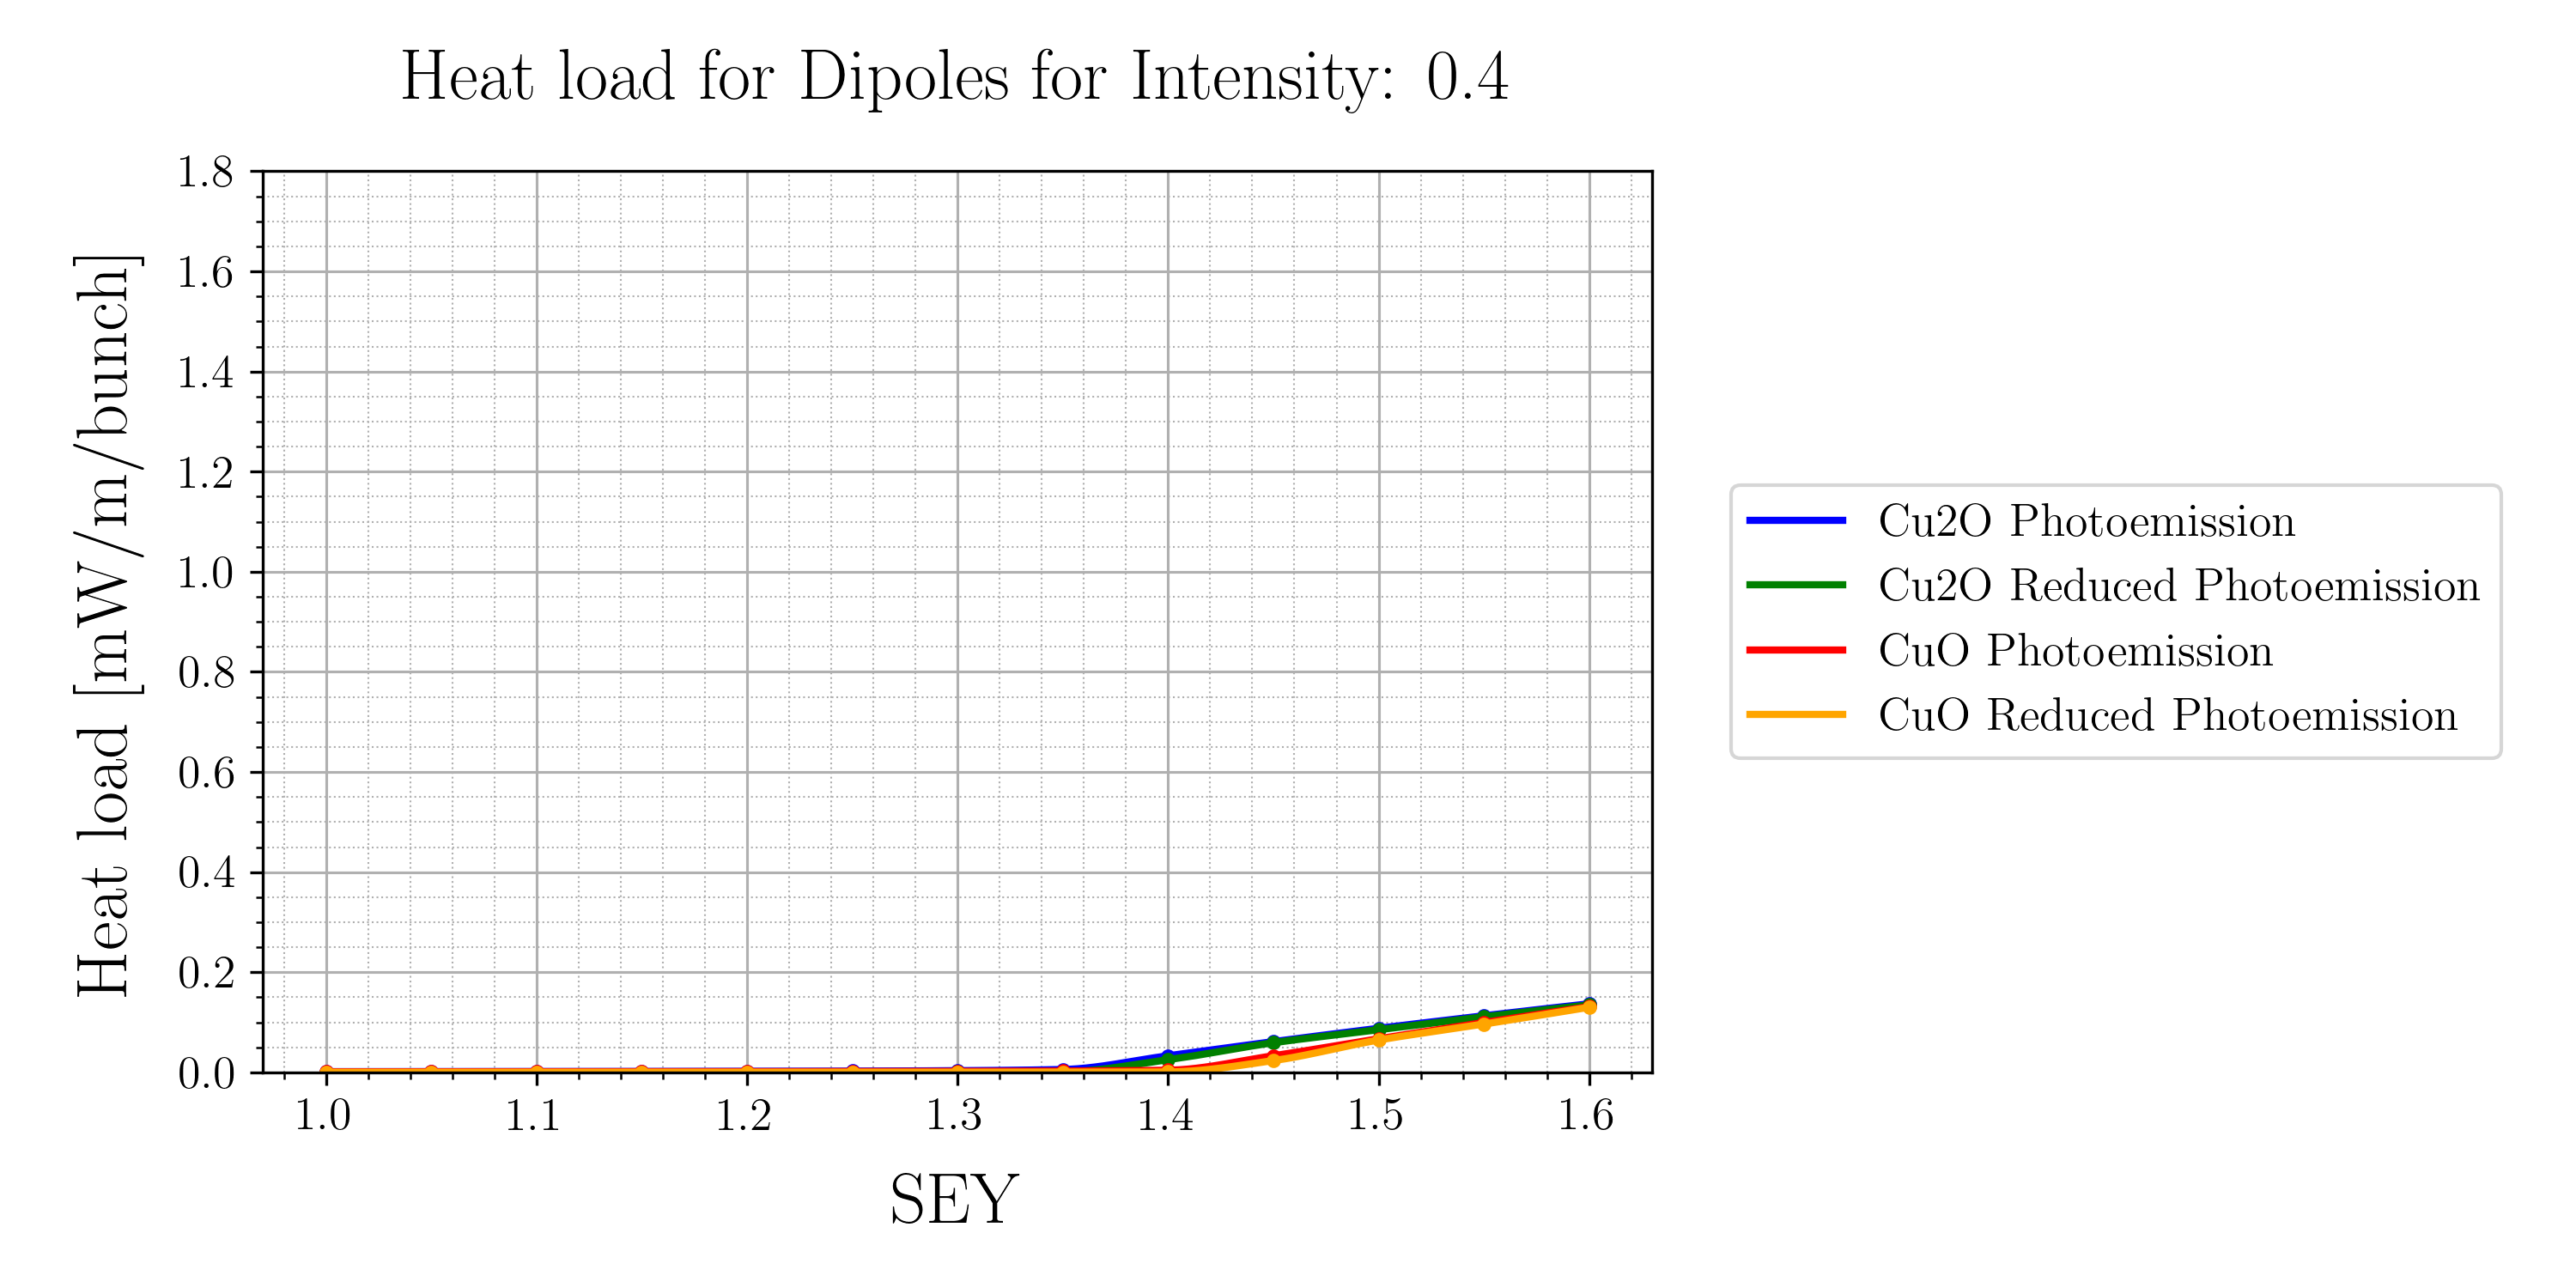 Heat load for Dipoles for Intensity: 0.4
Heat load [mW/m/bunch]
1.8
1.6
1.4
1.2
1.0
0.8
0.6
0.4
0.2
0.0
1.0 1.1 1.2 1.3 1.4 1.5 1.6
SEY
Cu2O Photoemission
Cu2O Reduced Photoemission
CuO Photoemission
CuO Reduced Photoemission